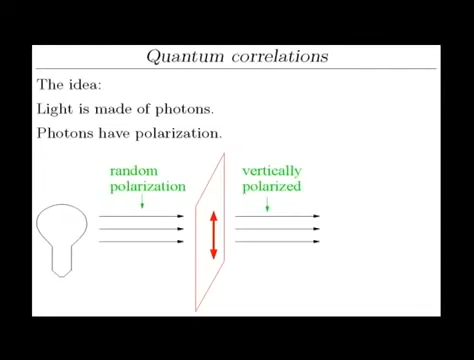 Quantum correlations
The idea:
Light is made of photons.
Photons have polarization.
random
polarization
vertically
polarized